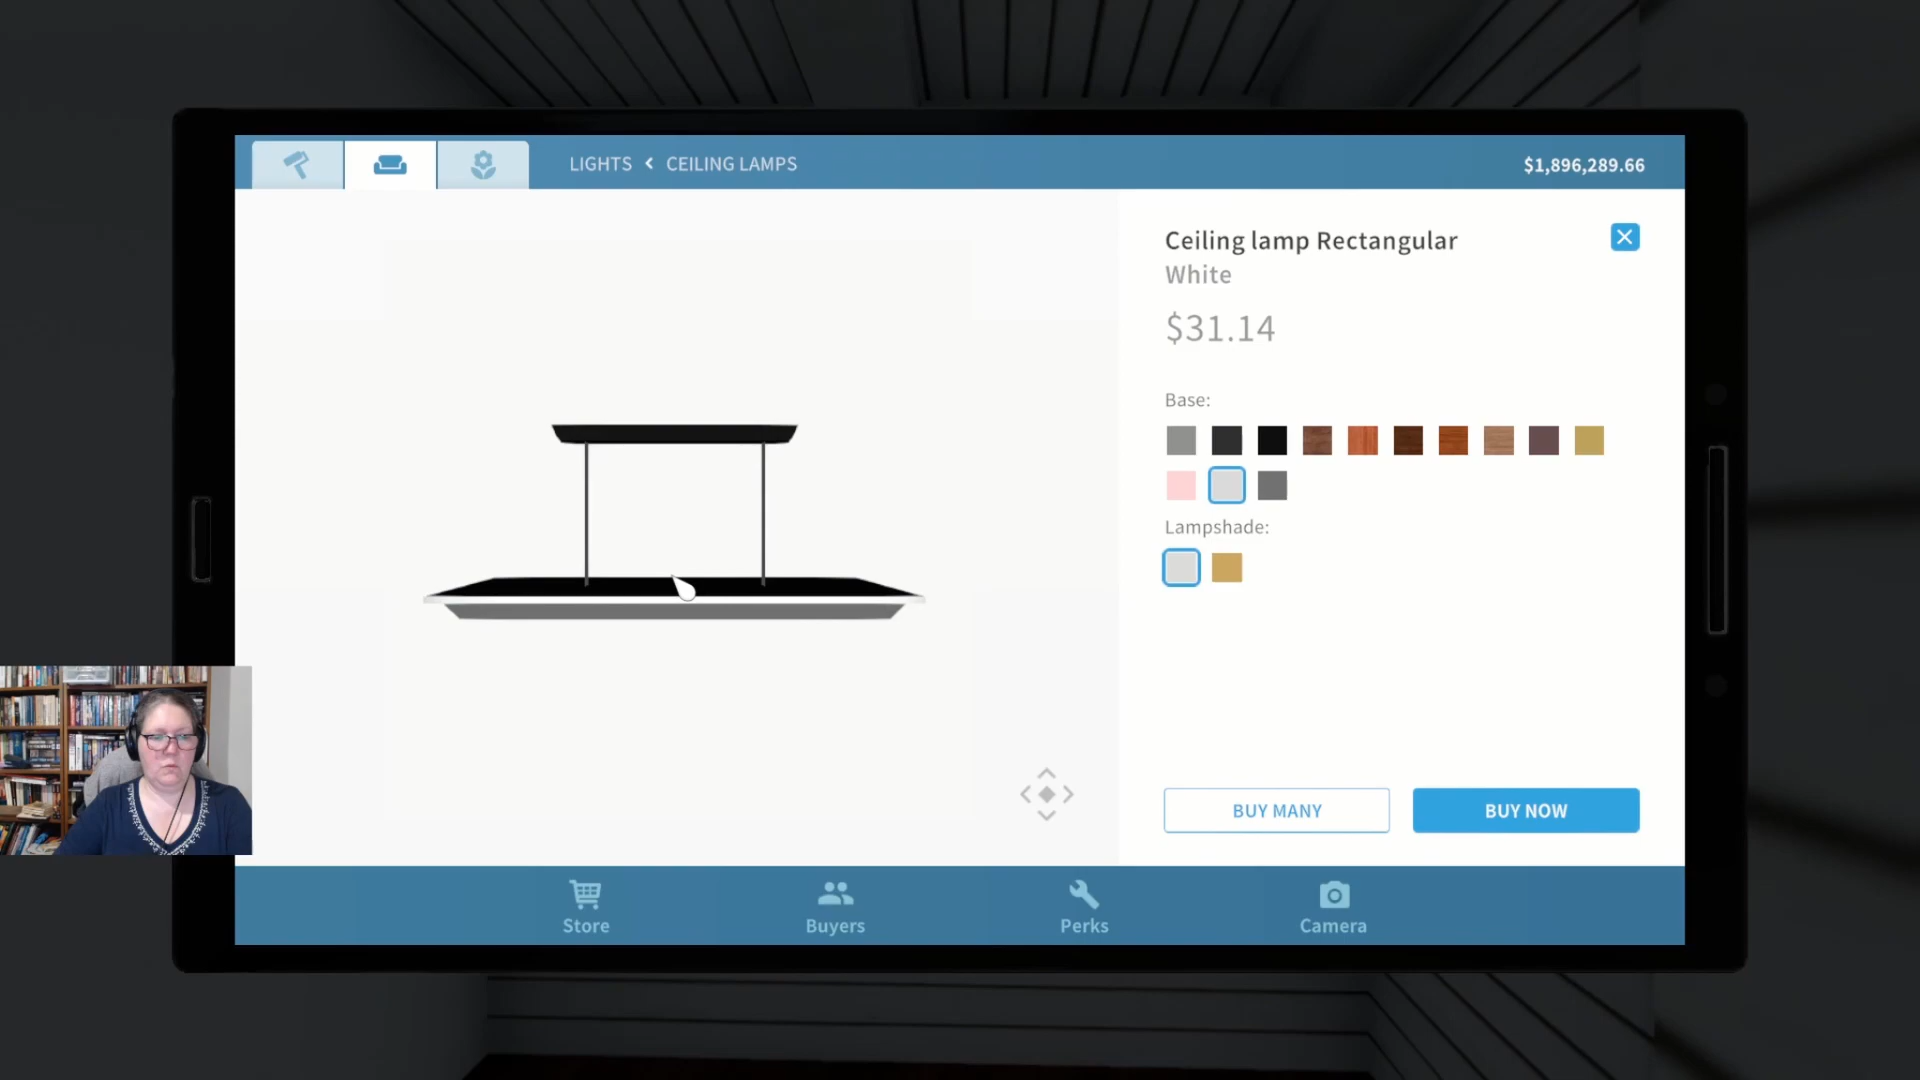 LIGHTS < CEILING LAMPS
$1,896,289.66
Ceiling lamp Rectangular
White
$31.14
Base:
Lampshade:
BUY MANY
BUY NOW
Store
Buyers
Perks
Camera